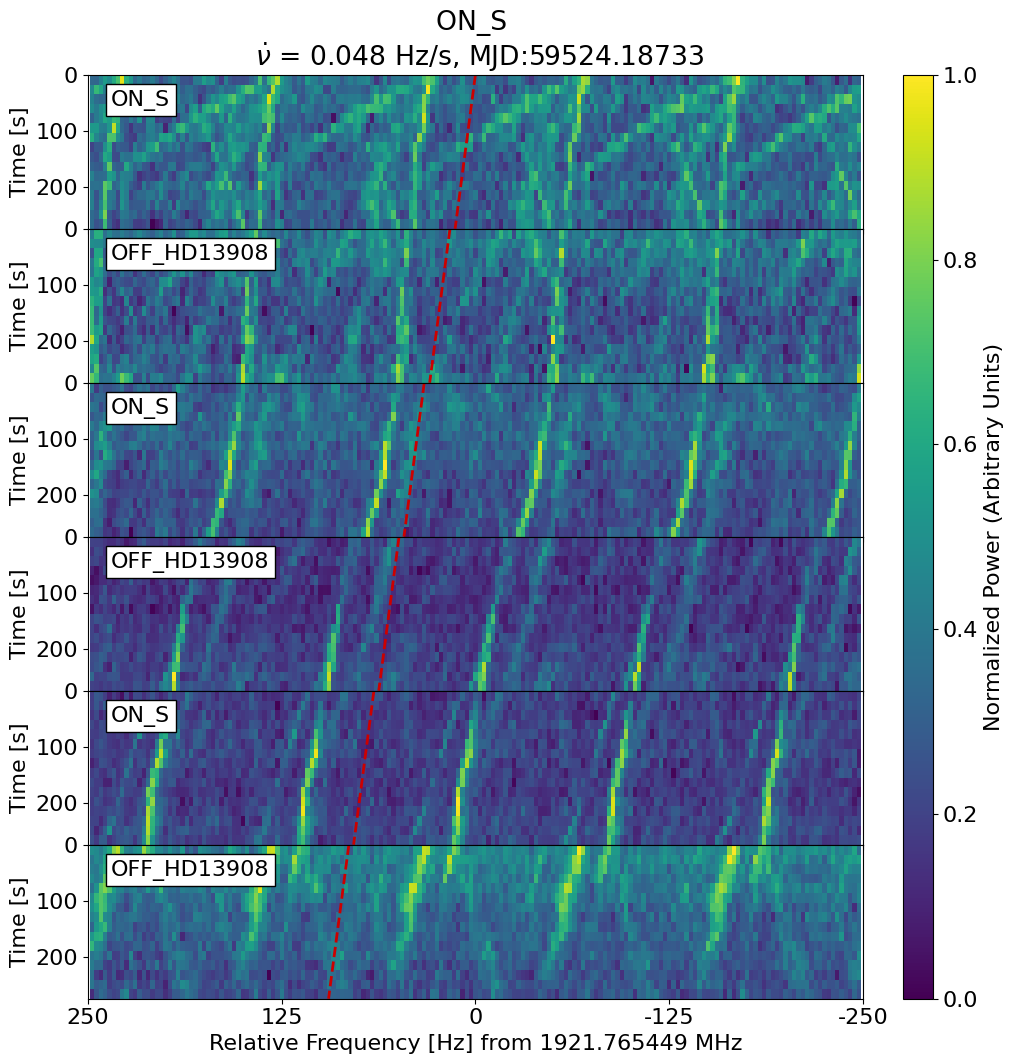 ON_S
ν̇ = 0.048 Hz/s, MJD:59524.18733
0
ON_S
100
Time [s]
200
0
OFF_HD13908
100
Time [s]
200
0
ON_S
100
Time [s]
200
0
OFF_HD13908
100
Time [s]
200
0
ON_S
100
Time [s]
200
0
OFF_HD13908
100
Time [s]
200
250 125 0 -125 -250
Relative Frequency [Hz] from 1921.765449 MHz
1.0
0.8
0.6
0.4
0.2
0.0
Normalized Power (Arbitrary Units)